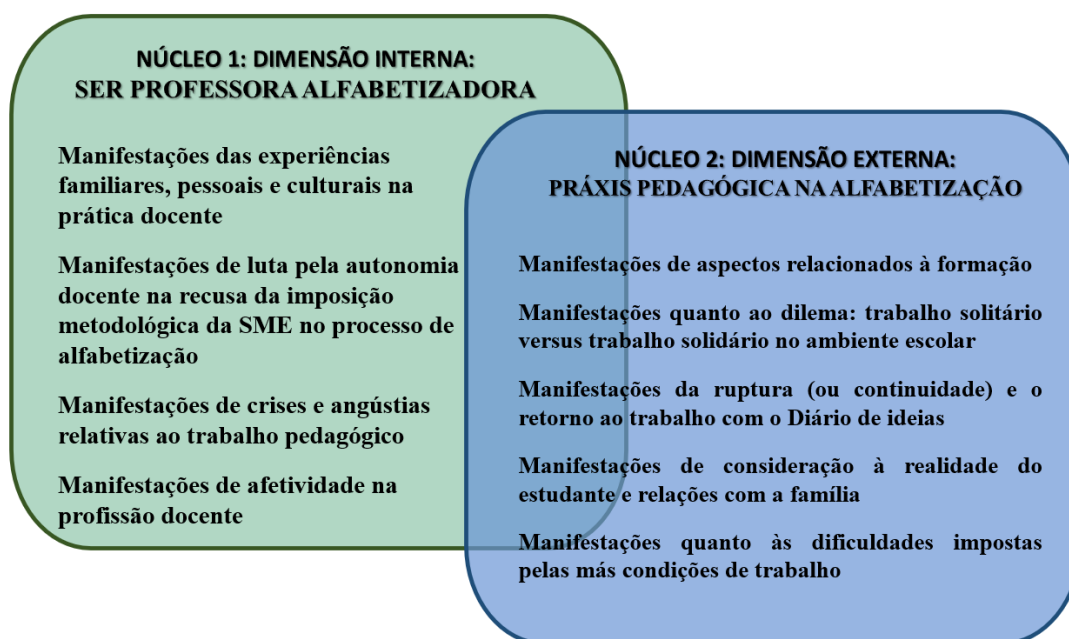 NÚCLEO 1: DIMENSÃO INTERNA:
SER PROFESSORA ALFABETIZADORA
Manifestações das experiências
familiares, pessoais e culturais na
prática docente
Manifestações de luta pela autonomia
docente na recusa da imposição
metodológica da SME no processo de
alfabetização
Manifestações de crises e angústias
relativas ao trabalho pedagógico
Manifestações de afetividade na
profissão docente
NÚCLEO 2: DIMENSÃO EXTERNA:
PRÁXIS PEDAGÓGICA NA ALFABETIZAÇÃO
Manifestações de aspectos relacionados à formação
Manifestações quanto ao dilema: trabalho solitário
versus trabalho solidário no ambiente escolar
Manifestações da ruptura (ou continuidade) e o
retorno ao trabalho com o Diário de ideias
Manifestações de consideração à realidade do
estudante e relações com a família
Manifestações quanto às dificuldades impostas
pelas más condições de trabalho